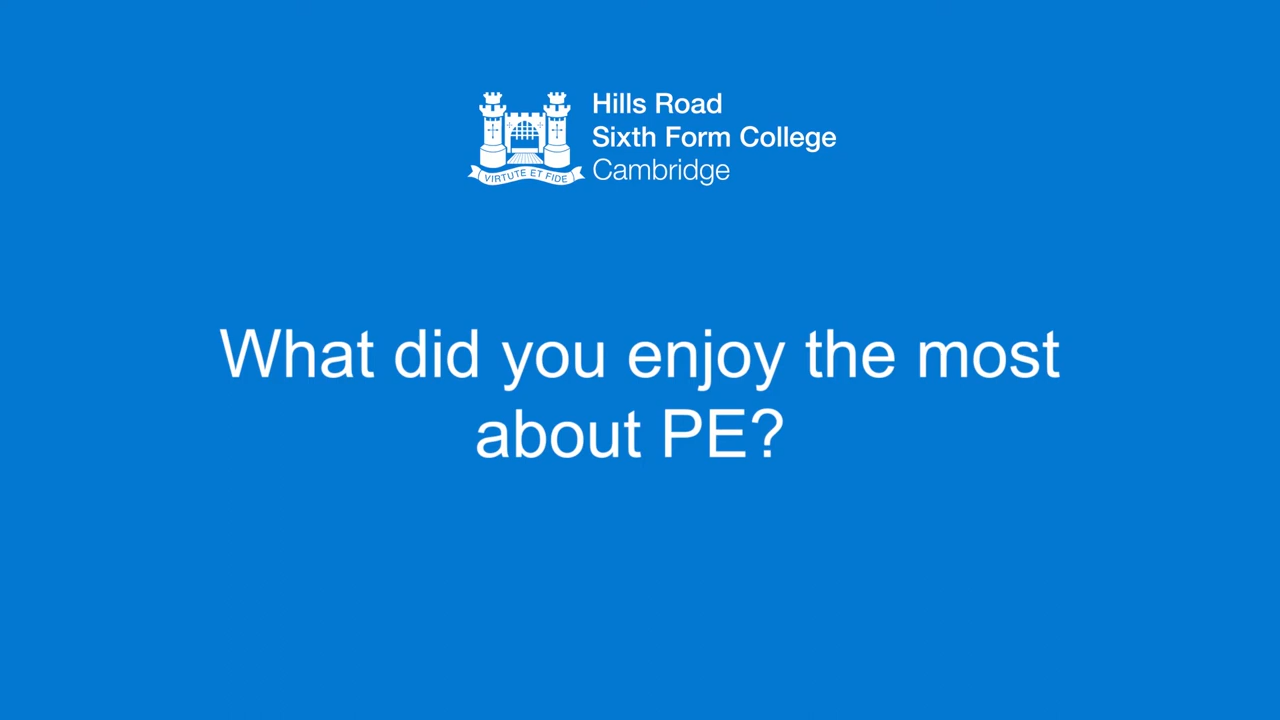 Hills Road
Sixth Form College
Cambridge
VIRTUTE ET FIDE
What did you enjoy the most
about PE?